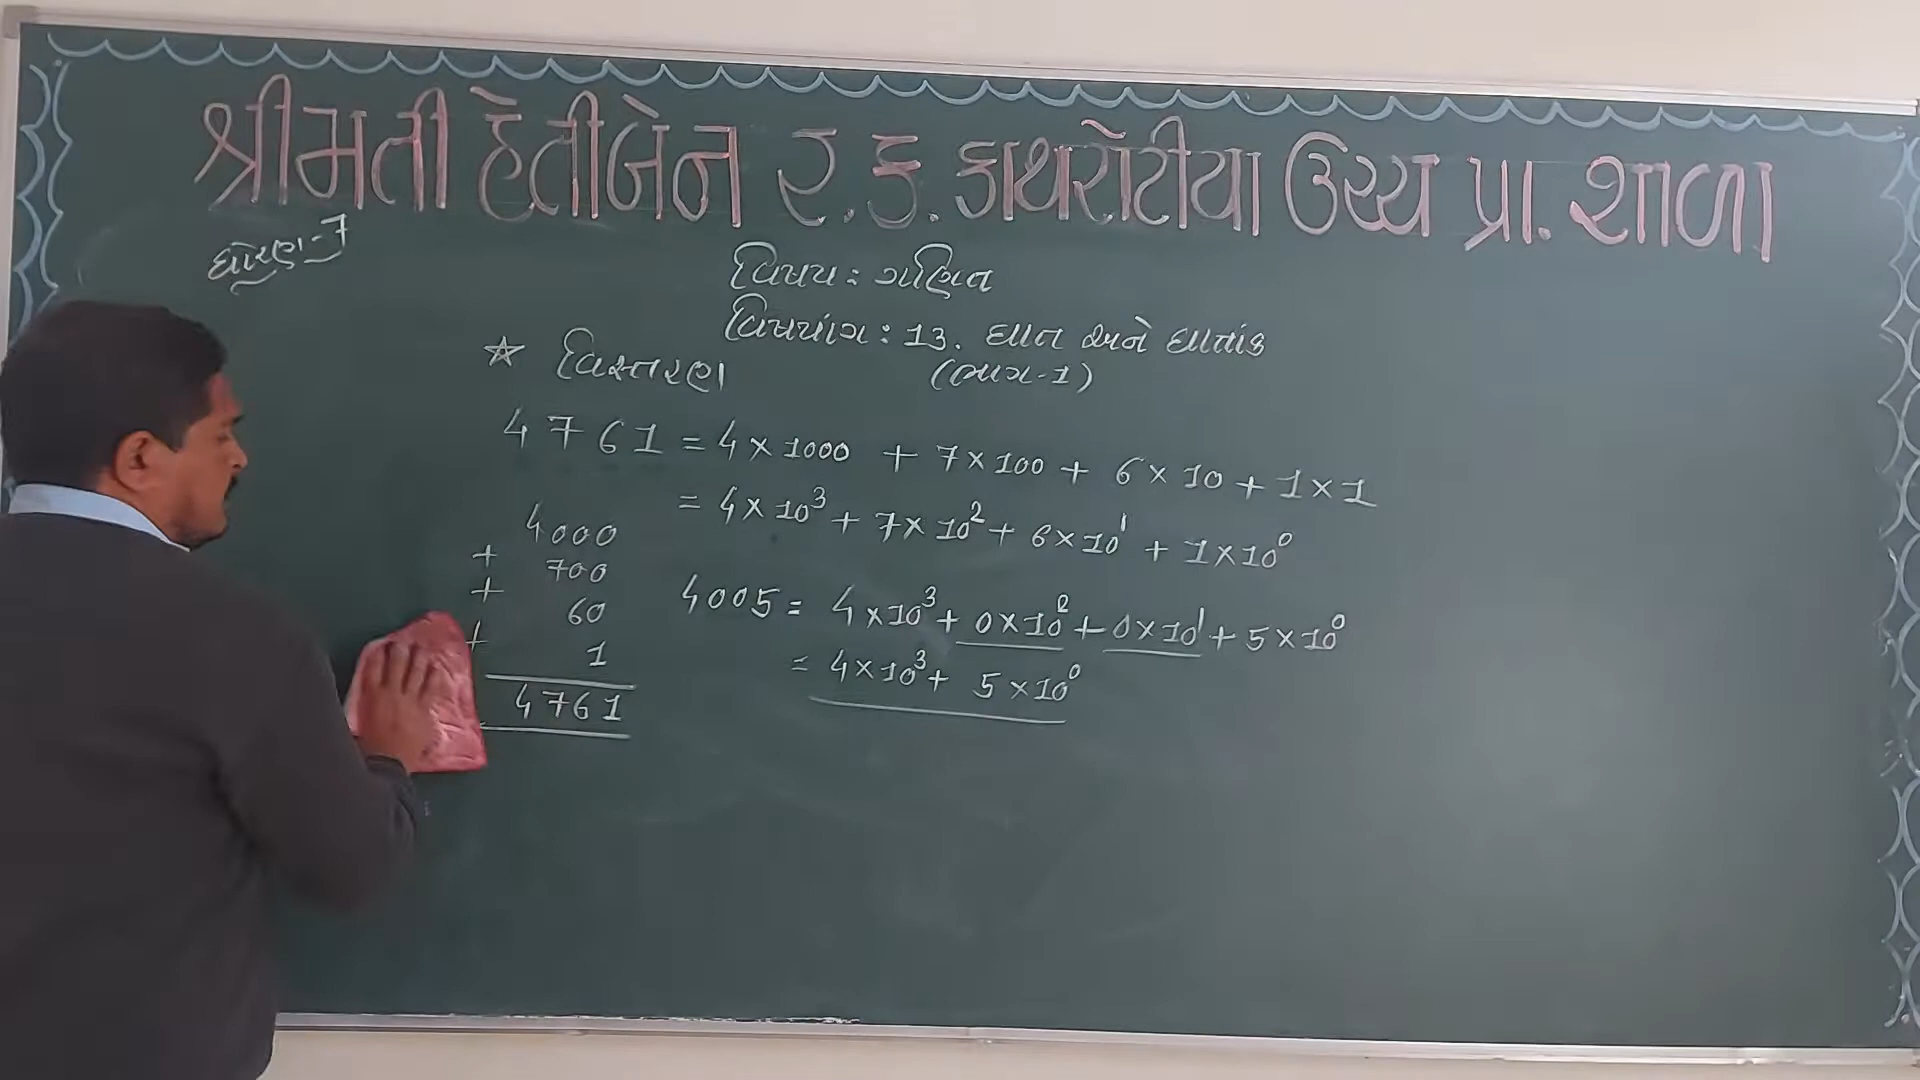 શ્રીમતી હેતીબેન ર. ક. કાથરોટીયા ઉચ્ચ પ્રા. શાળા
ધોરણ-7
વિષય : ગણિત
વિષયાંગ : 13. ઘાત અને ઘાતાંક
(ભાગ-1)
☆ વિસ્તરણ
4761 = 4 × 1000 + 7 × 100 + 6 × 10 + 1 × 1
= 4 × 10³ + 7 × 10² + 6 × 10¹ + 1 × 10⁰
4000
+ 700
+ 60
+ 1
4761
4005 = 4 × 10³ + 0 × 10² + 0 × 10¹ + 5 × 10⁰
= 4 × 10³ + 5 × 10⁰